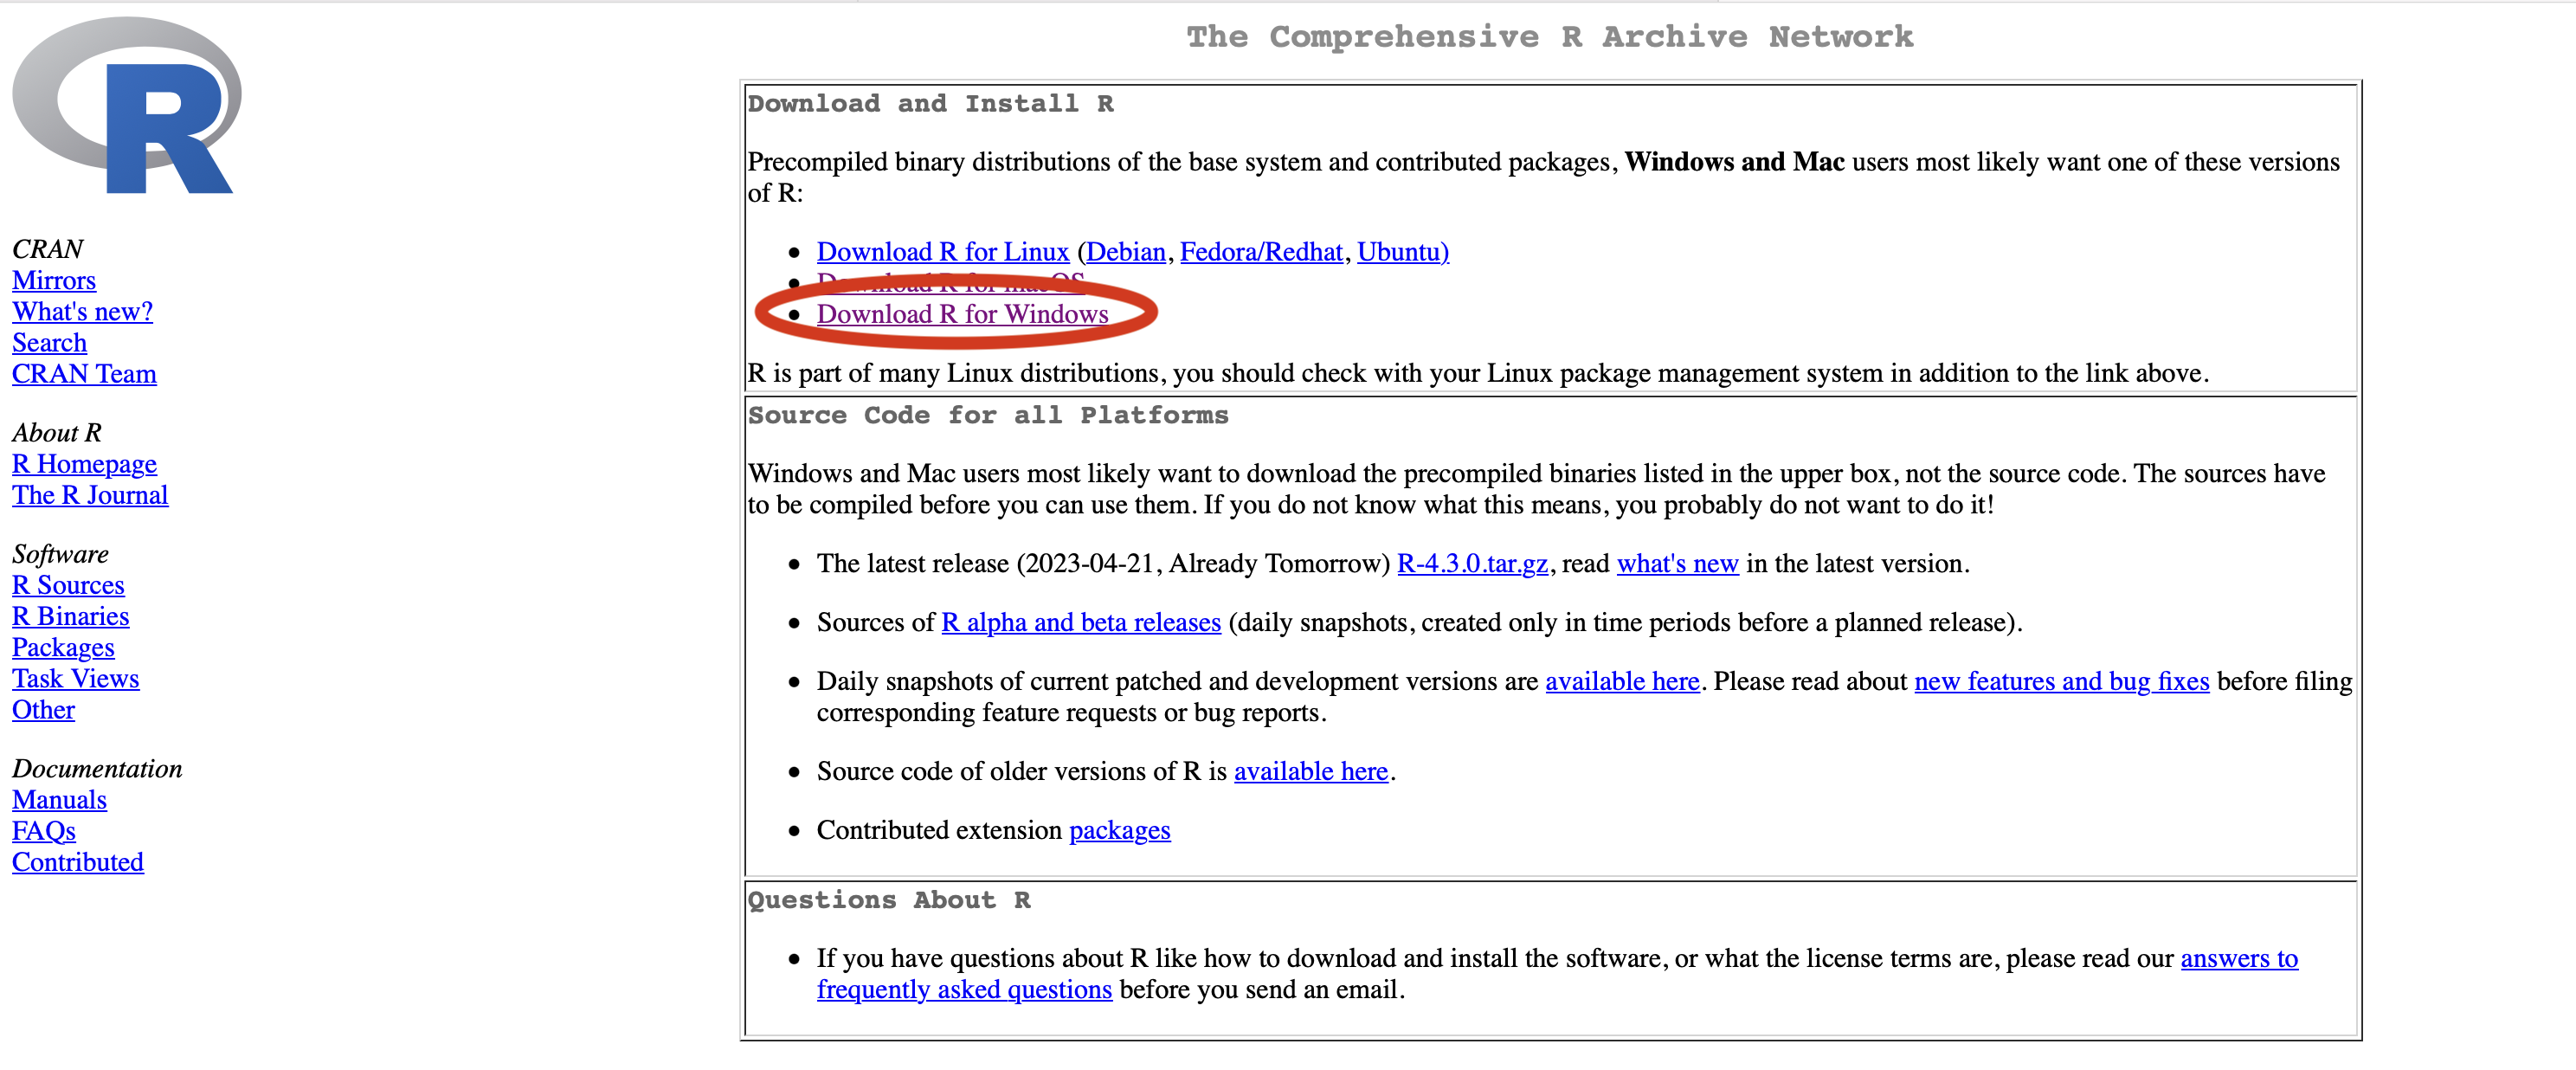 R
CRAN
Mirrors
What's new?
Search
CRAN Team
About R
R Homepage
The R Journal
Software
R Sources
R Binaries
Packages
Task Views
Other
Documentation
Manuals
FAQs
Contributed
The Comprehensive R Archive Network
Download and Install R
Precompiled binary distributions of the base system and contributed packages, Windows and Mac users most likely want one of these versions
of R:
• Download R for Linux (Debian, Fedora/Redhat, Ubuntu)
• Download R for macOS
• Download R for Windows
R is part of many Linux distributions, you should check with your Linux package management system in addition to the link above.
Source Code for all Platforms
Windows and Mac users most likely want to download the precompiled binaries listed in the upper box, not the source code. The sources have
to be compiled before you can use them. If you do not know what this means, you probably do not want to do it!
• The latest release (2023-04-21, Already Tomorrow) R-4.3.0.tar.gz, read what's new in the latest version.
• Sources of R alpha and beta releases (daily snapshots, created only in time periods before a planned release).
• Daily snapshots of current patched and development versions are available here. Please read about new features and bug fixes before filing
corresponding feature requests or bug reports.
• Source code of older versions of R is available here.
• Contributed extension packages
Questions About R
• If you have questions about R like how to download and install the software, or what the license terms are, please read our answers to
frequently asked questions before you send an email.